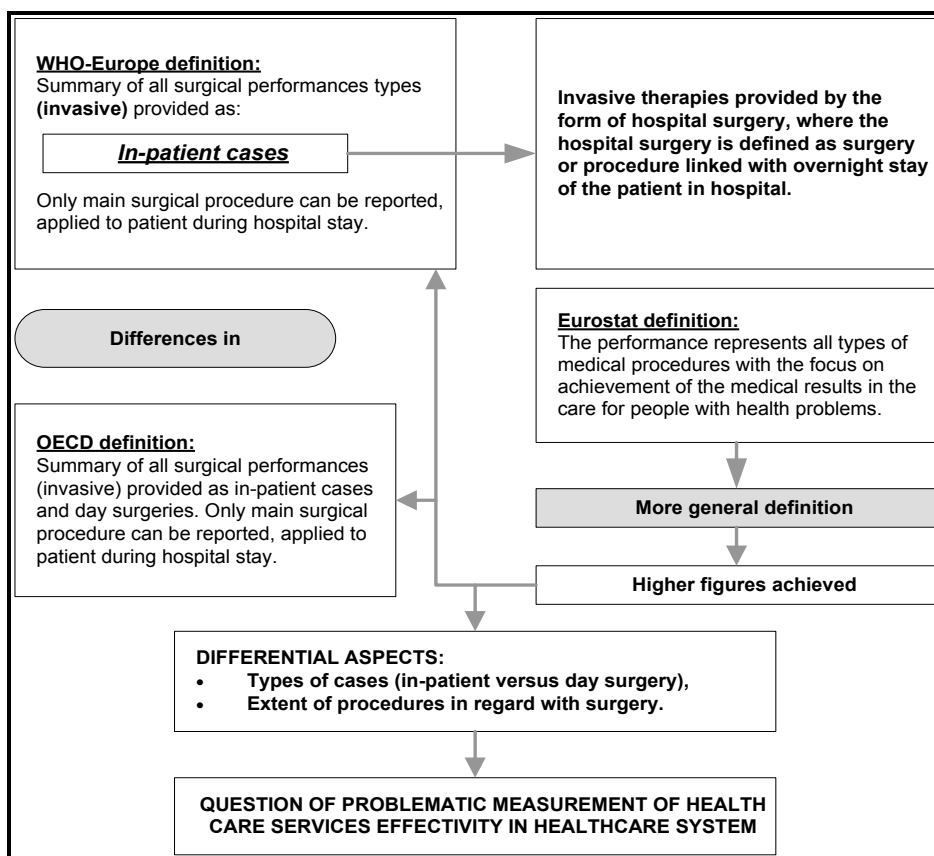 WHO-Europe definition:
Summary of all surgical performances types
(invasive) provided as:
In-patient cases
Only main surgical procedure can be reported,
applied to patient during hospital stay.
Invasive therapies provided by the
form of hospital surgery, where the
hospital surgery is defined as surgery
or procedure linked with overnight stay
of the patient in hospital.
Differences in
Eurostat definition:
The performance represents all types of
medical procedures with the focus on
achievement of the medical results in the
care for people with health problems.
OECD definition:
Summary of all surgical performances
(invasive) provided as in-patient cases
and day surgeries. Only main surgical
procedure can be reported, applied to
patient during hospital stay.
More general definition
Higher figures achieved
DIFFERENTIAL ASPECTS:
• Types of cases (in-patient versus day surgery),
• Extent of procedures in regard with surgery.
QUESTION OF PROBLEMATIC MEASUREMENT OF HEALTH
CARE SERVICES EFFECTIVITY IN HEALTHCARE SYSTEM